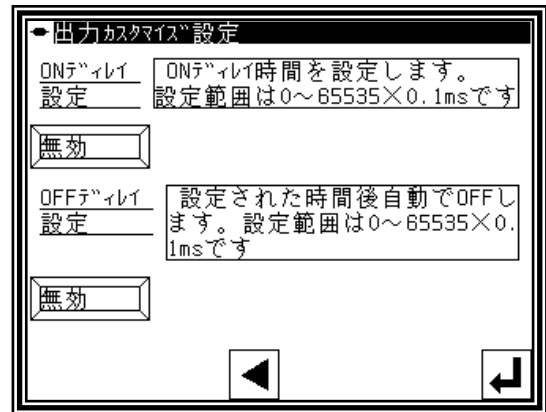 出力ｶｽﾀﾏｲｽﾞ設定
ONﾃﾞｨﾚｲ
設定
ONﾃﾞｨﾚｲ時間を設定します。
設定範囲は0～65535×0.1msです
無効
OFFﾃﾞｨﾚｲ
設定
設定された時間後自動でOFFし
ます。設定範囲は0～65535×0.
1msです
無効